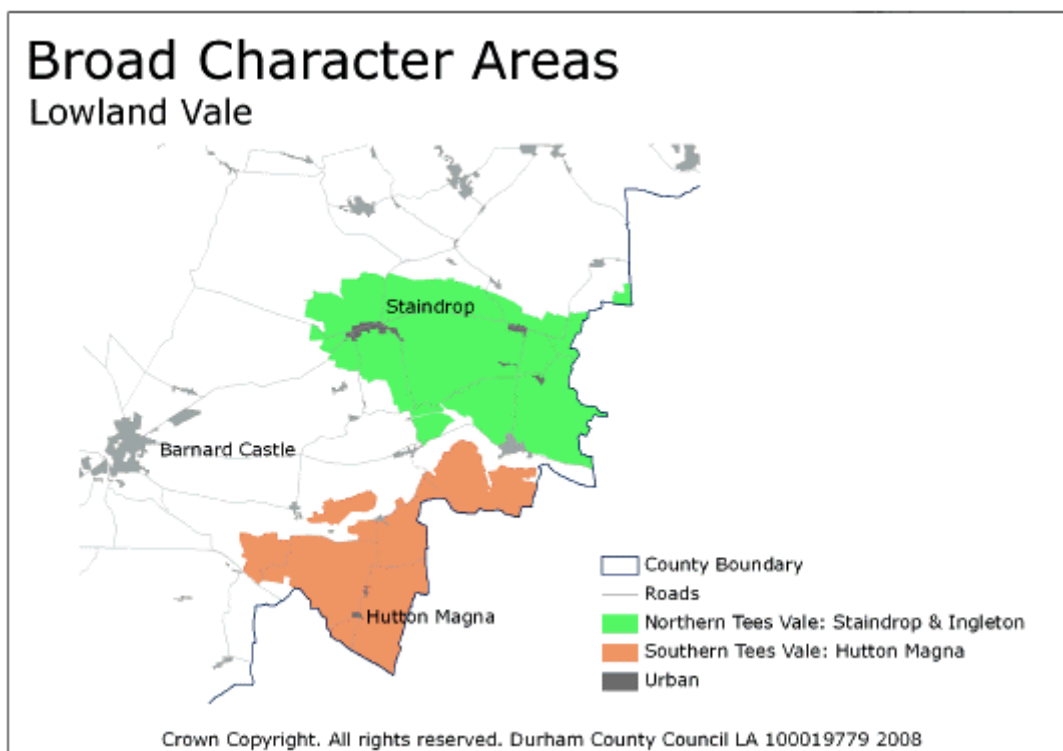 Broad Character Areas
Lowland Vale
Staindrop
Barnard Castle
Hutton Magna
County Boundary
Roads
Northern Tees Vale: Staindrop & Ingleton
Southern Tees Vale: Hutton Magna
Urban
Crown Copyright. All rights reserved. Durham County Council LA 100019779 2008